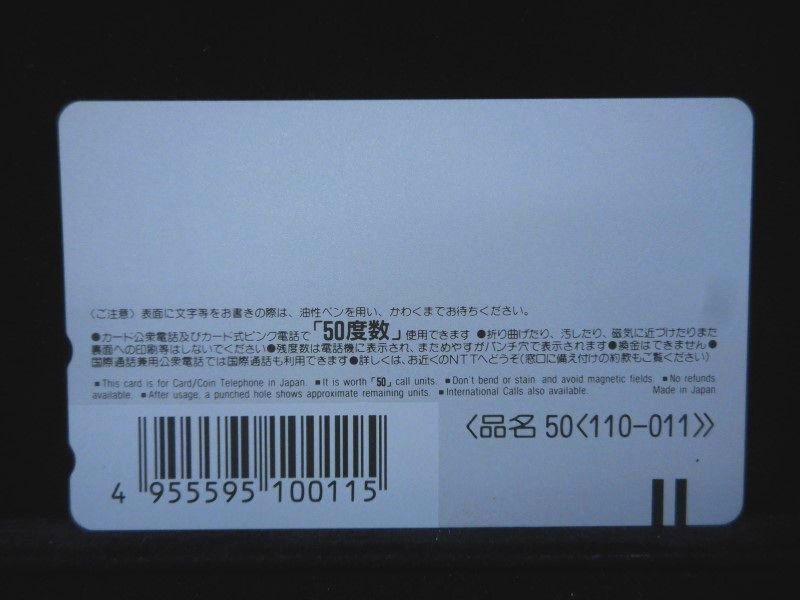 〈ご注意〉表面に文字等をお書きの際は、油性ペンを用い、かわくまでお待ちください。
●カード公衆電話及びカード式ピンク電話で「50度数」使用できます ●折り曲げたり、汚したり、磁気に近づけたりまた
裏面への印刷等はしないでください●残度数は電話機に表示され、まためやすがパンチ穴で表示されます●換金はできません●
国際通話兼用公衆電話では国際通話も利用できます●詳しくは、お近くのNTTへどうぞ(窓口に備え付けの約款もご覧ください)
■This card is for Card/Coin Telephone in Japan. ■It is worth「50」call units. ■Don't bend or stain and avoid magnetic fields. ■No refunds
available. ■After usage, a punched hole shows approximate remaining units. ■International Calls also available. Made in Japan
〈品名 50〈110-011〉〉
4 955595 100115